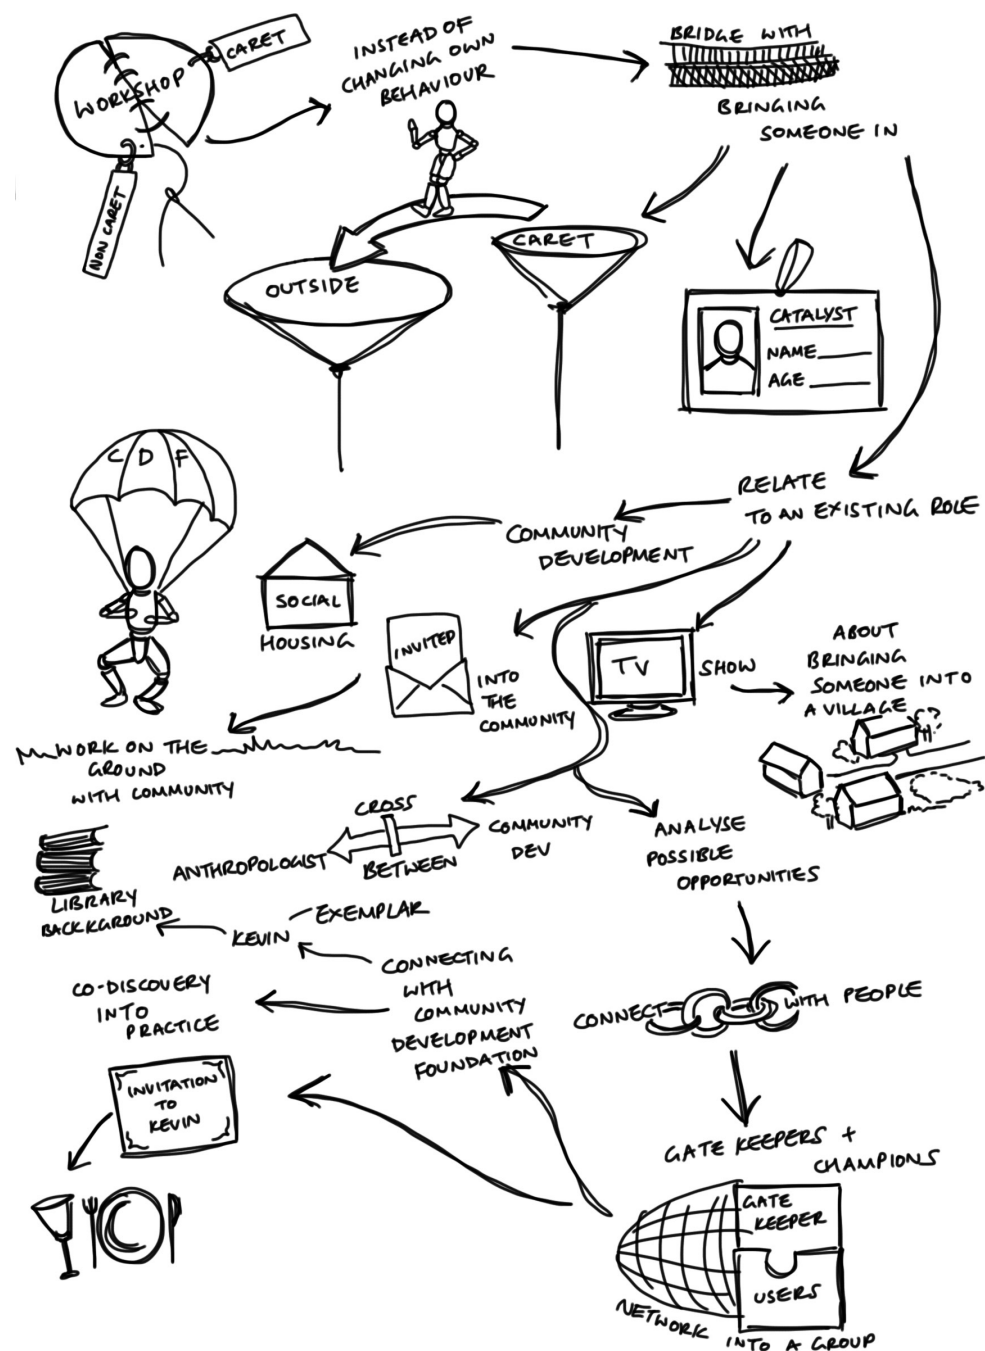 WORKSHOP
CARET
NON CARET
INSTEAD OF
CHANGING OWN
BEHAVIOUR
BRIDGE WITH
BRINGING
SOMEONE IN
CARET
OUTSIDE
CATALYST
NAME
AGE
RELATE
TO AN EXISTING ROLE
COMMUNITY
DEVELOPMENT
SOCIAL
HOUSING
CDF
INVITED
INTO
THE
COMMUNITY
TV
SHOW
ABOUT
BRINGING
SOMEONE INTO
A VILLAGE
WORK ON THE
GROUND
WITH COMMUNITY
CROSS
BETWEEN
ANTHROPOLOGIST
COMMUNITY
DEV
ANALYSE
POSSIBLE
OPPORTUNITIES
LIBRARY
BACKKGROUND
KEVIN
EXEMPLAR
CONNECTING
WITH
COMMUNITY
DEVELOPMENT
FOUNDATION
CO-DISCOVERY
INTO
PRACTICE
CONNECT
WITH PEOPLE
INVITATION
TO
KEVIN
GATE KEEPERS +
CHAMPIONS
GATE
KEEPER
USERS
NETWORK INTO A GROUP